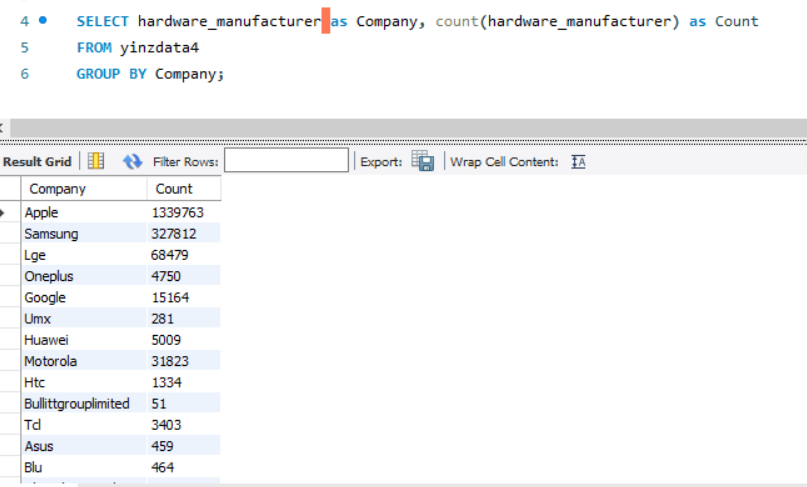 4 SELECT hardware_manufacturer as Company, count(hardware_manufacturer) as Count
5 FROM yinzdata4
6 GROUP BY Company;
Result Grid Filter Rows: Export: Wrap Cell Content: IA
Company Count
Apple 1339763
Samsung 327812
Lge 68479
Oneplus 4750
Google 15164
Umx 281
Huawei 5009
Motorola 31823
Htc 1334
Bullittgrouplimited 51
Tcl 3403
Asus 459
Blu 464